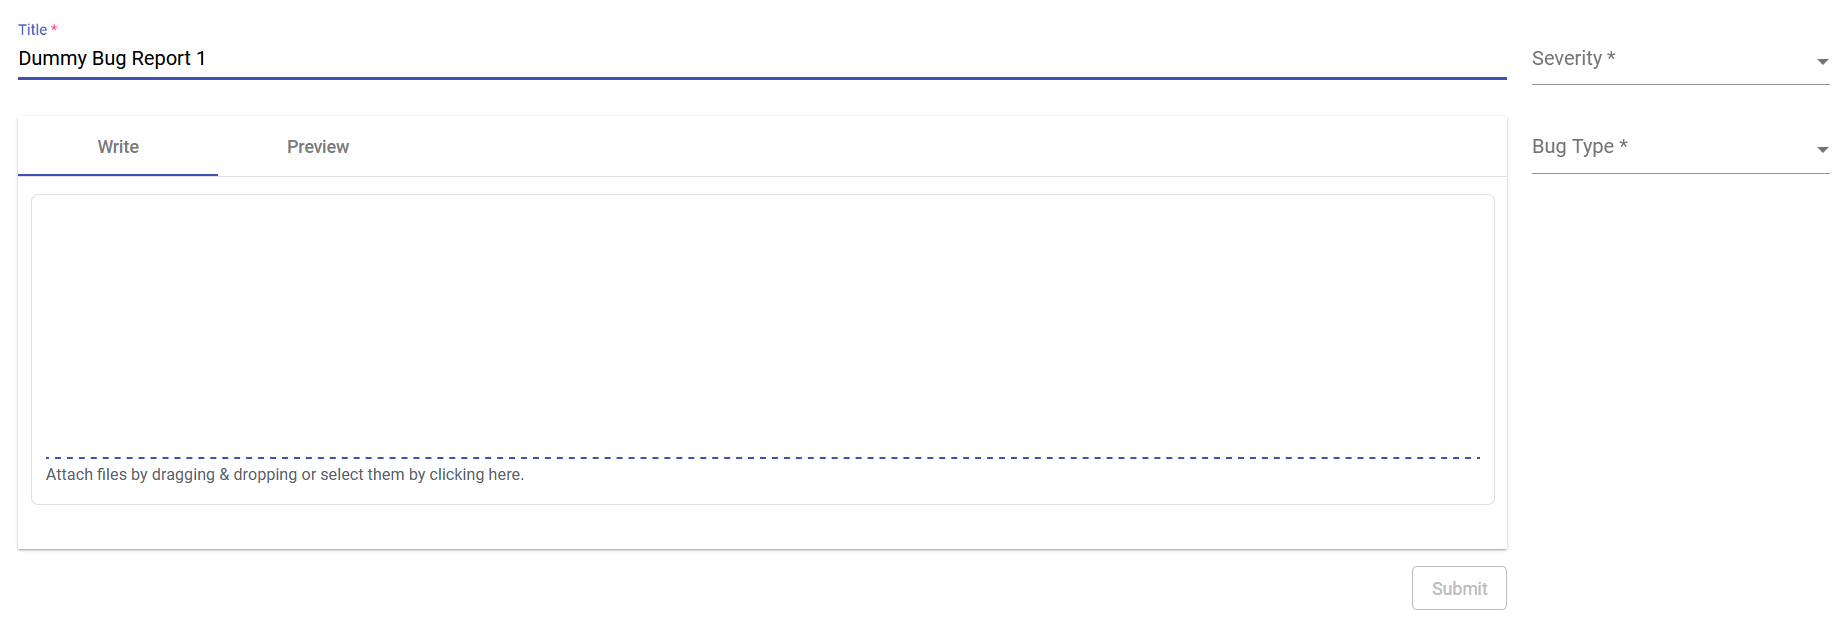 Title *
Dummy Bug Report 1
Severity *
Write
Preview
Bug Type *
Attach files by dragging & dropping or select them by clicking here.
Submit